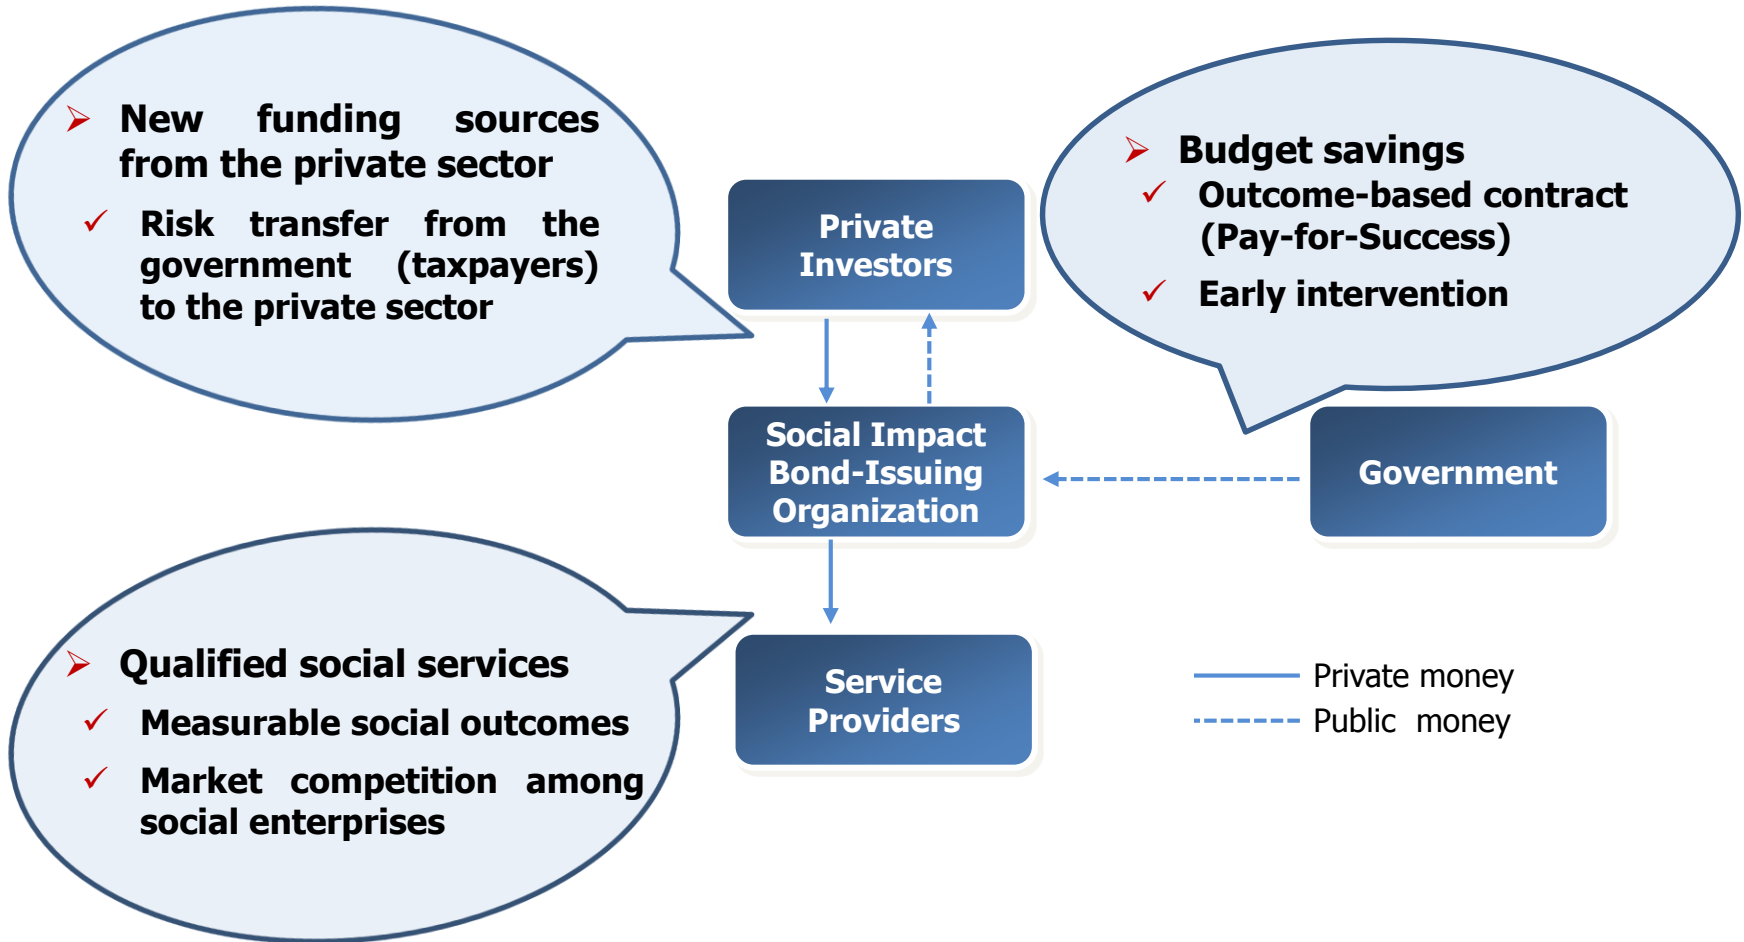 New funding sources
from the private sector
Risk transfer from the
government (taxpayers)
to the private sector
Private
Investors
Budget savings
Outcome-based contract
(Pay-for-Success)
Early intervention
Social Impact
Bond-Issuing
Organization
Government
Qualified social services
Measurable social outcomes
Market competition among
social enterprises
Service
Providers
Private money
Public money